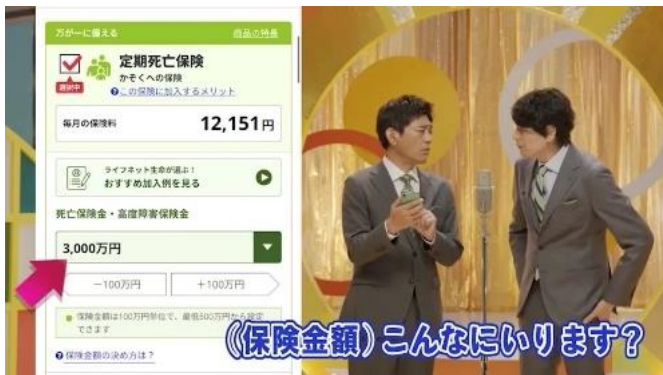 万が一に備える
商品の特長
選択中
定期死亡保険
かぞくへの保険
この保険に加入するメリット
毎月の保険料
12,151円
ライフネット生命が選ぶ!
おすすめ加入例を見る
死亡保険金・高度障害保険金
3,000万円
-100万円
+100万円
保険金額は100万円単位で、最低500万円から設定
できます
保険金額の決め方は?
(保険金額)こんなにいります?